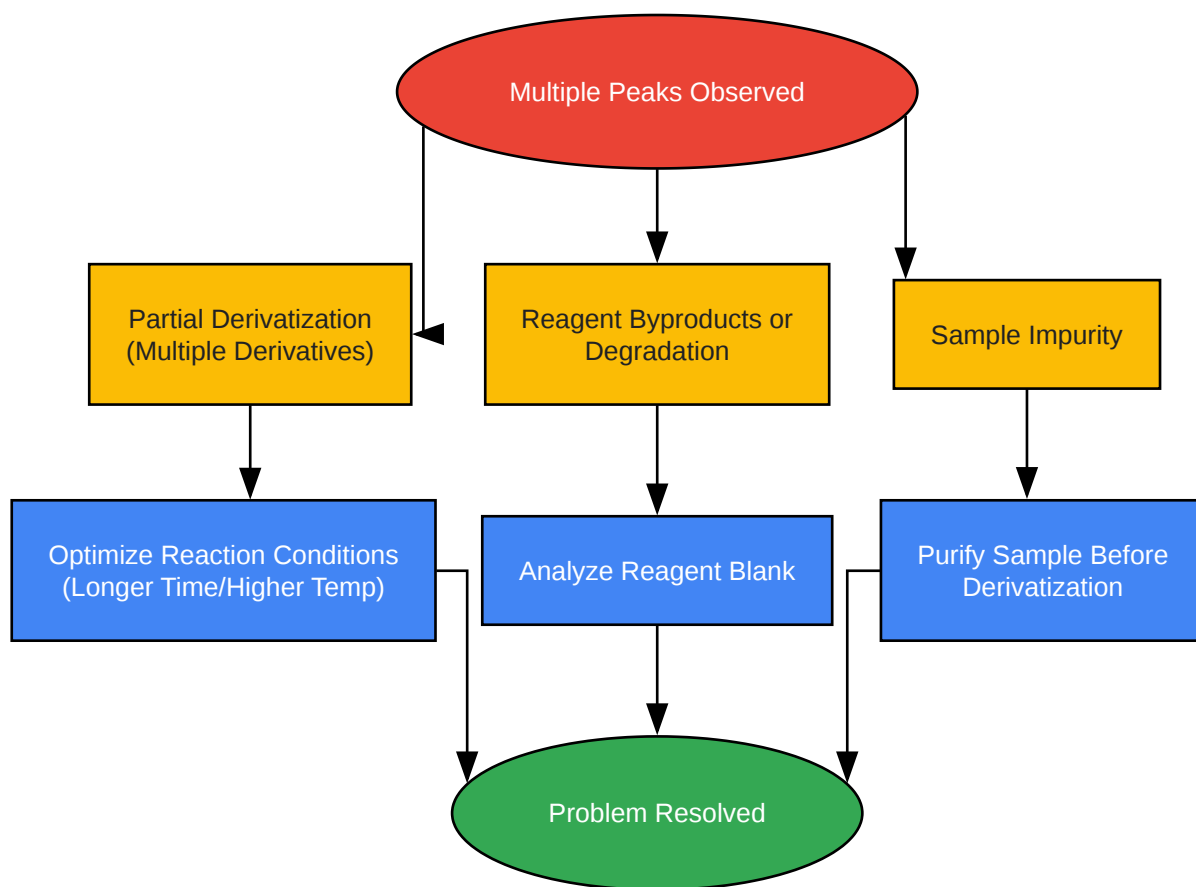 Multiple Peaks Observed
Partial Derivatization
(Multiple Derivatives)
Reagent Byproducts or
Degradation
Sample Impurity
Optimize Reaction Conditions
(Longer Time/Higher Temp)
Analyze Reagent Blank
Purify Sample Before
Derivatization
Problem Resolved